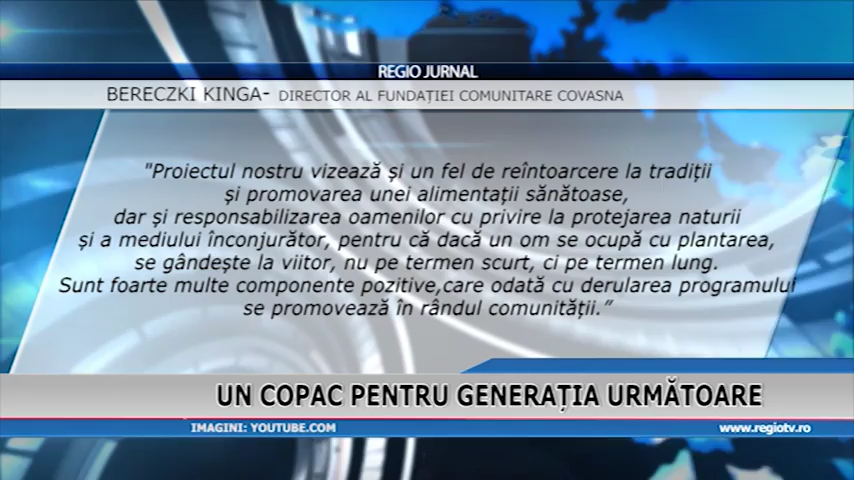 REGIO JURNAL
BERECZKI KINGA- DIRECTOR AL FUNDAȚIEI COMUNITARE COVASNA
"Proiectul nostru vizează și un fel de reîntoarcere la tradiții
și promovarea unei alimentații sănătoase,
dar și responsabilizarea oamenilor cu privire la protejarea naturii
și a mediului înconjurător, pentru că dacă un om se ocupă cu plantarea,
se gândește la viitor, nu pe termen scurt, ci pe termen lung.
Sunt foarte multe componente pozitive,care odată cu derularea programului
se promovează în rândul comunității.”
UN COPAC PENTRU GENERAȚIA URMĂTOARE
IMAGINI: YOUTUBE.COM
www.regiotv.ro